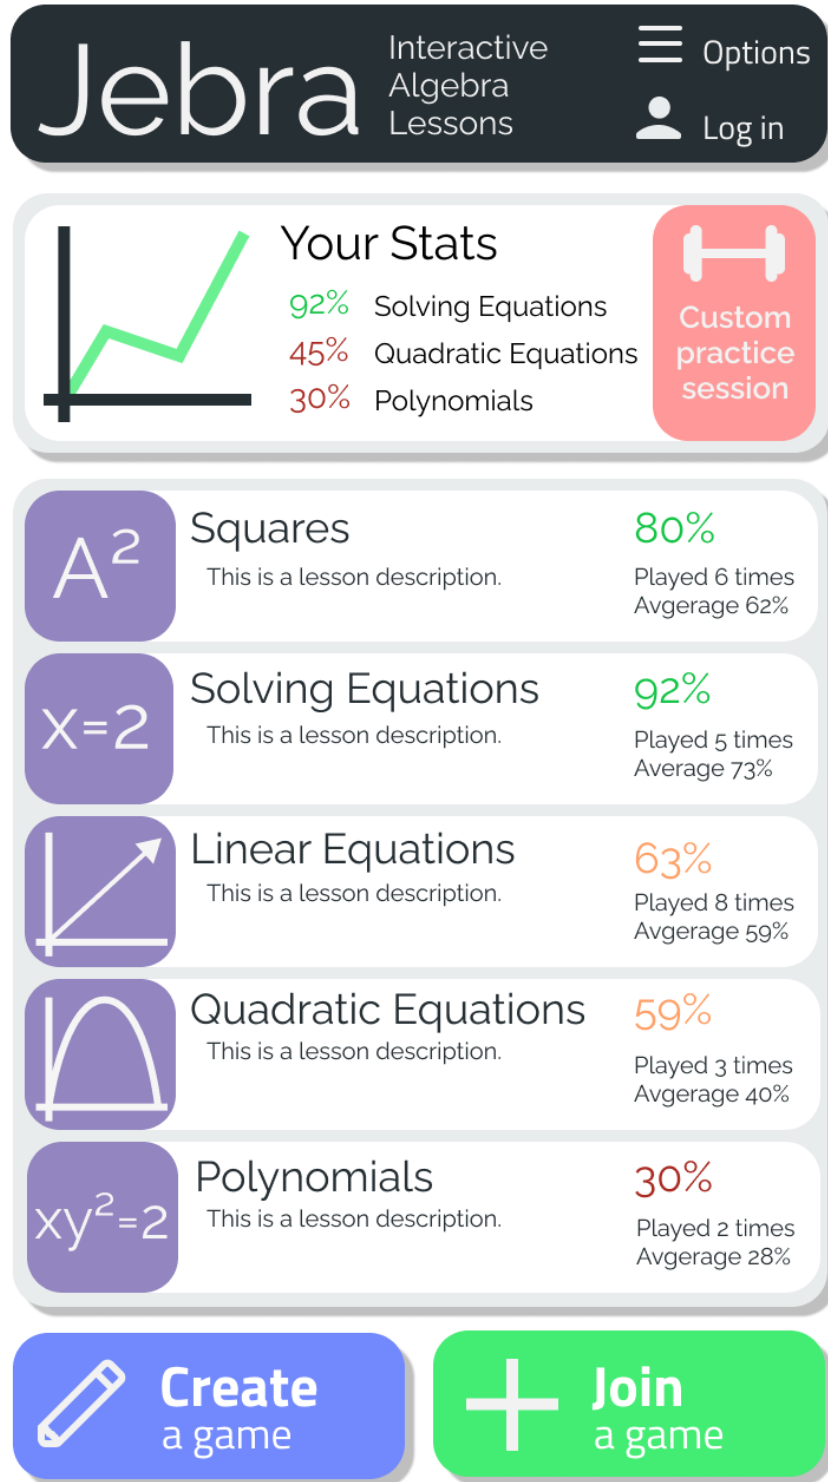 Jebra
Interactive
Algebra
Lessons
Options
Log in
Your Stats
92% Solving Equations
45% Quadratic Equations
30% Polynomials
Custom
practice
session
A²
Squares
This is a lesson description.
80%
Played 6 times
Avgerage 62%
X=2
Solving Equations
This is a lesson description.
92%
Played 5 times
Average 73%
Linear Equations
This is a lesson description.
63%
Played 8 times
Avgerage 59%
Quadratic Equations
This is a lesson description.
59%
Played 3 times
Avgerage 40%
xy²=2
Polynomials
This is a lesson description.
30%
Played 2 times
Avgerage 28%
Create
a game
Join
a game